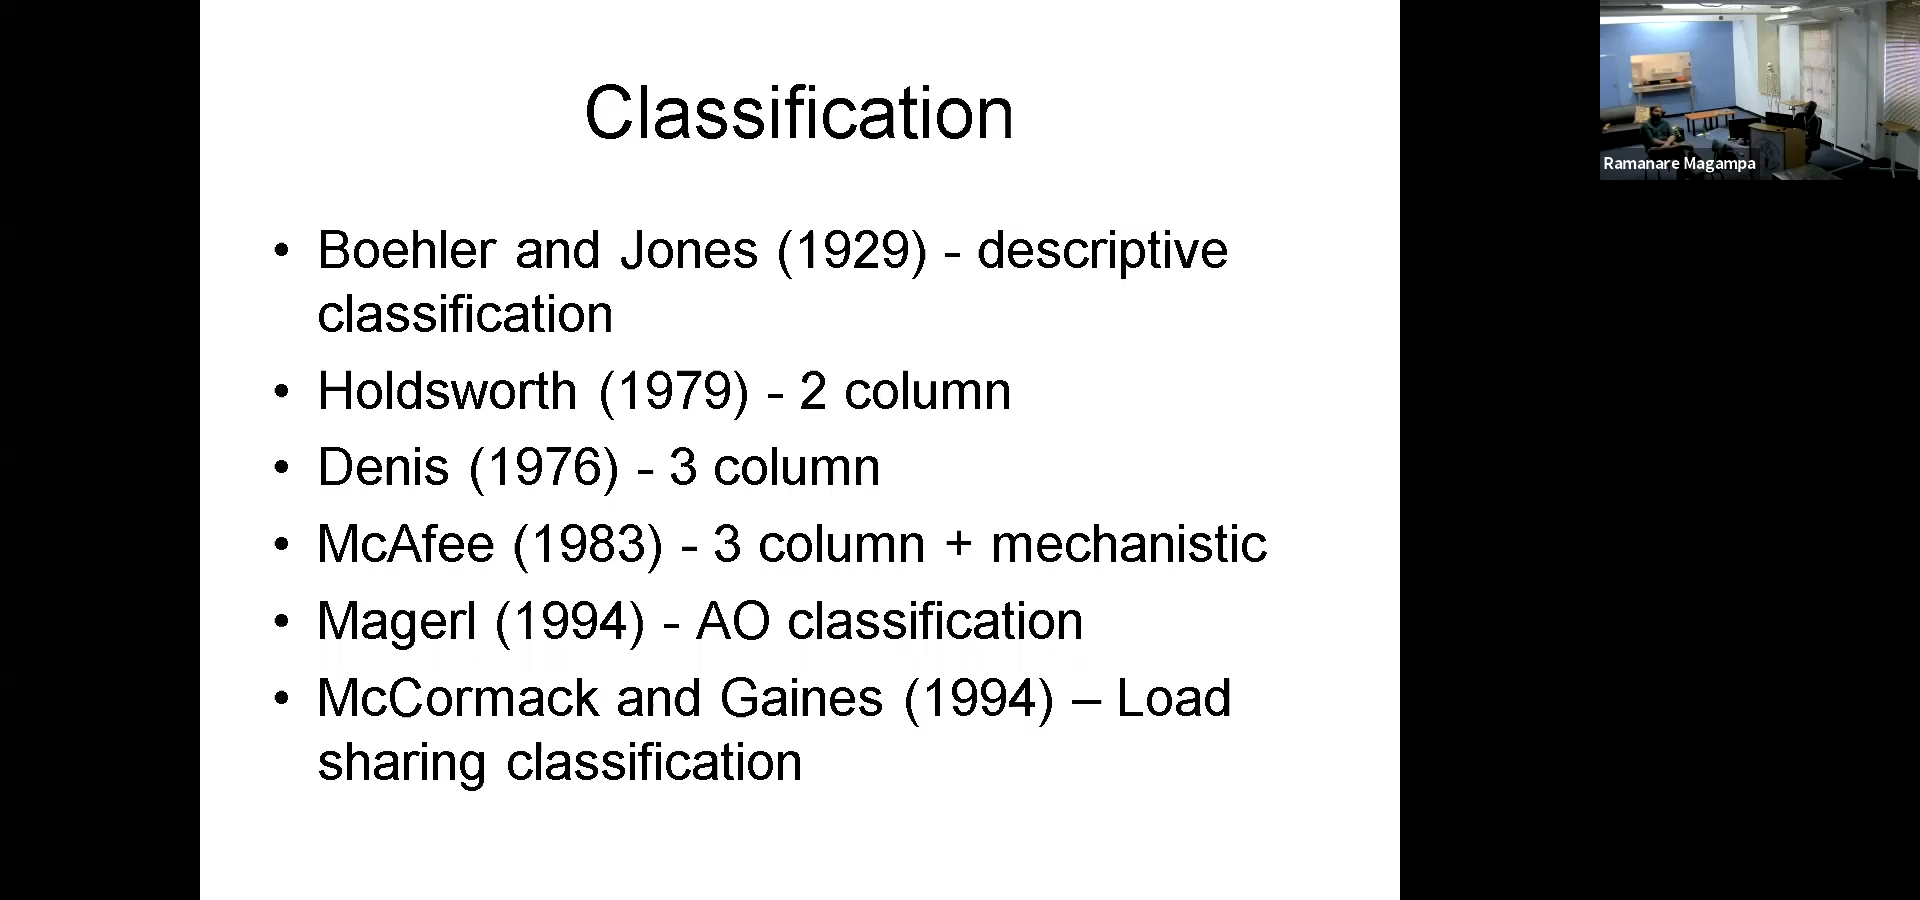 Classification
• Boehler and Jones (1929) - descriptive
classification
• Holdsworth (1979) - 2 column
• Denis (1976) - 3 column
• McAfee (1983) - 3 column + mechanistic
• Magerl (1994) - AO classification
• McCormack and Gaines (1994) – Load
sharing classification
Ramanare Magampa